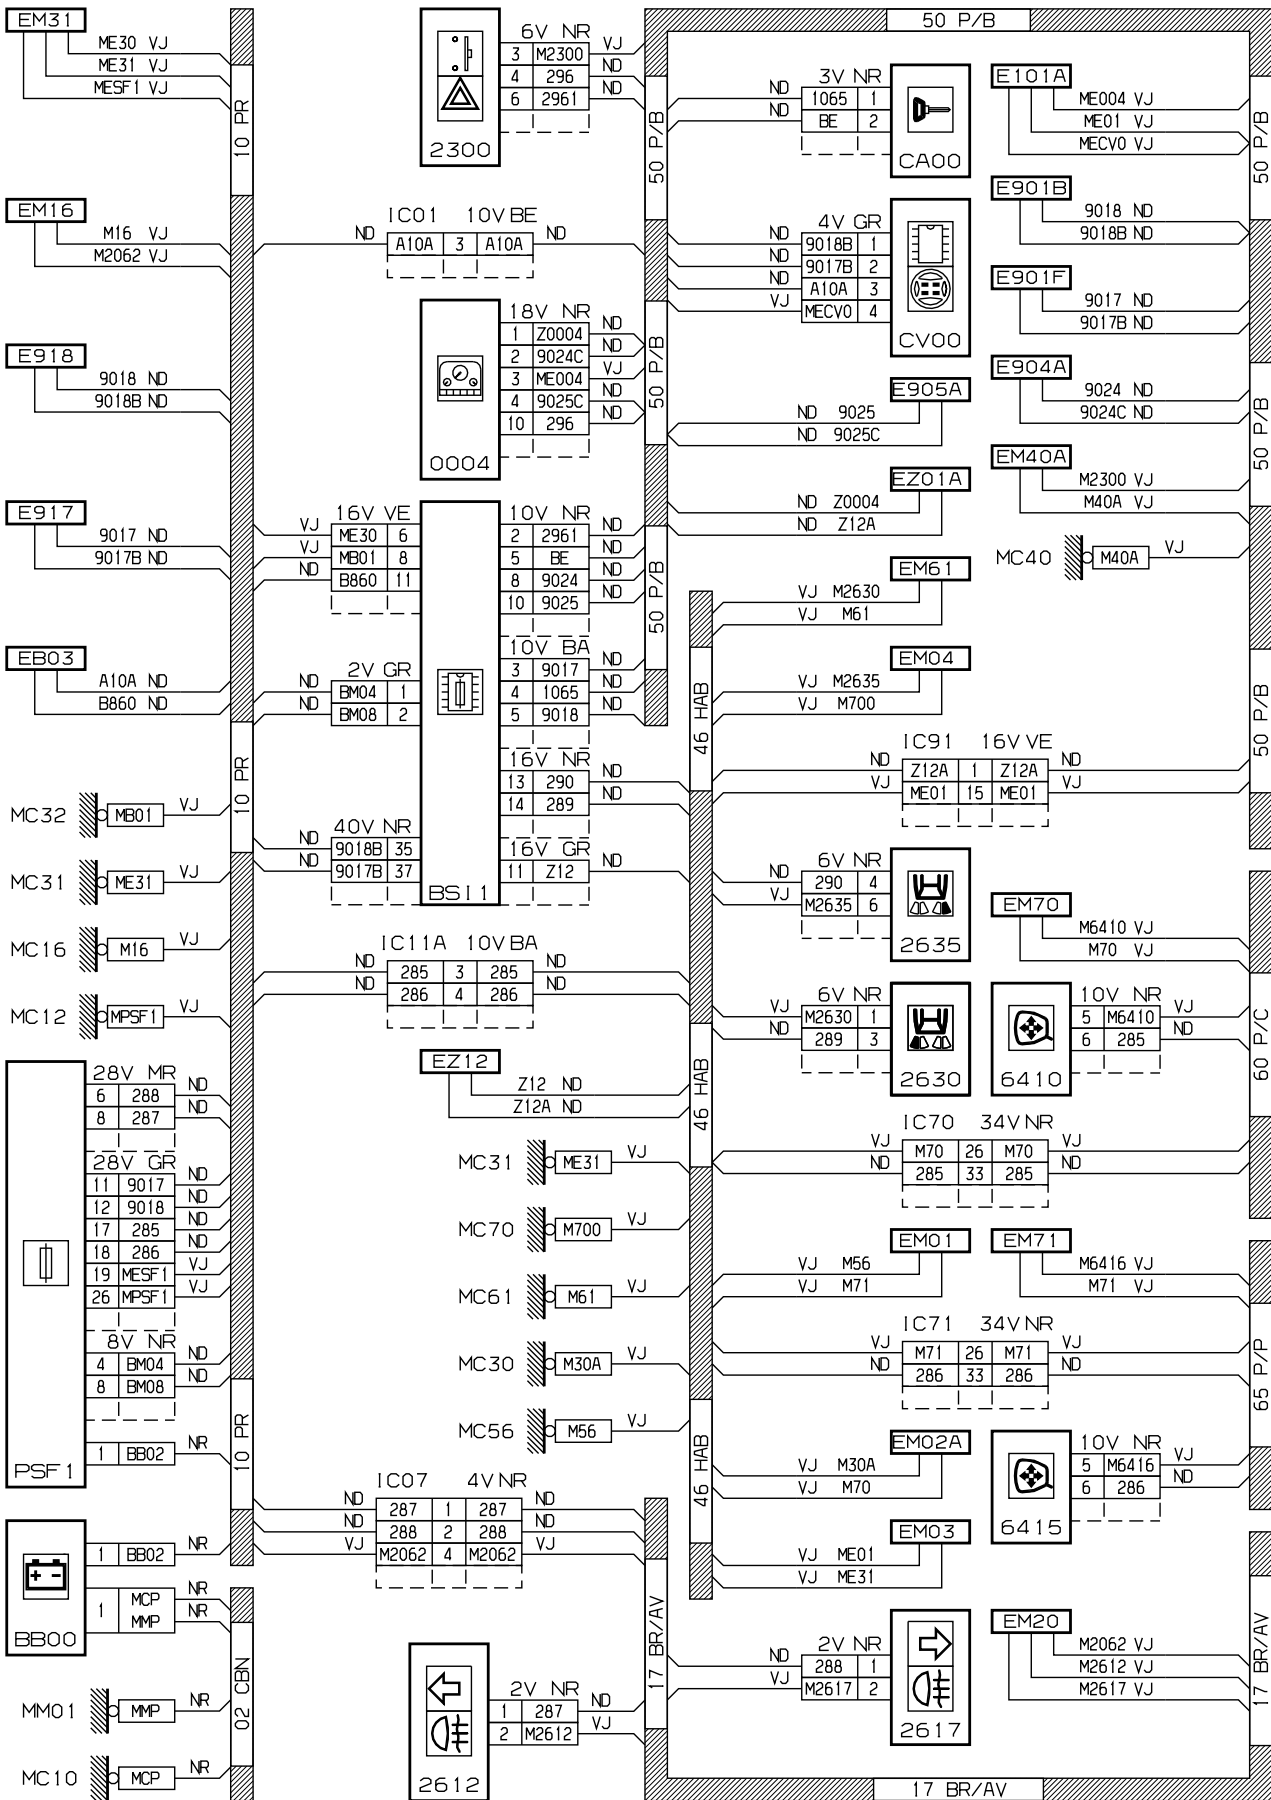 EM31
ME30 VJ
ME31 VJ
MESF1 VJ
10 PR
EM16
M16 VJ
M2062 VJ
E918
9018 ND
9018B ND
E917
9017 ND
9017B ND
EB03
A10A ND
B860 ND
10 PR
MC32 MB01 VJ
MC31 ME31 VJ
MC16 M16 VJ
MC12 MPSF1 VJ
28V MR
6 288 ND
8 287 ND
28V GR
11 9017 ND
12 9018 ND
17 285 ND
18 286 ND
19 MESF1 VJ
26 MPSF1 VJ
8V NR
4 BM04 ND
8 BM08 ND
1 BB02 NR
PSF1
10 PR
1 BB02 NR
1 MCP NR
MMP NR
BB00
02 CBN
MM01 MMP NR
MC10 MCP NR
6V NR
3 M2300 VJ
4 296 ND
6 2961 ND
2300
IC01 10V BE
ND A10A 3 A10A ND
18V NR
1 Z0004 ND
2 9024C ND
3 ME004 VJ
4 9025C ND
10 296 ND
0004
16V VE
VJ ME30 6
VJ MB01 8
ND B860 11
2V GR
ND BM04 1
ND BM08 2
40V NR
ND 9018B 35
ND 9017B 37
10V NR
2 2961 ND
5 BE ND
8 9024 ND
10 9025 ND
10V BA
3 9017 ND
4 1065 ND
5 9018 ND
16V NR
13 290 ND
14 289 ND
16V GR
11 Z12 ND
BSI1
IC11A 10V BA
ND 285 3 285 ND
ND 286 4 286 ND
EZ12
Z12 ND
Z12A ND
MC31 ME31 VJ
MC70 M700 VJ
MC61 M61 VJ
MC30 M30A VJ
MC56 M56 VJ
IC07 4V NR
ND 287 1 287 ND
ND 288 2 288 ND
VJ M2062 4 M2062 VJ
2V NR
1 287 ND
2 M2612 VJ
2612
50 P/B
50 P/B
50 P/B
50 P/B
46 HAB
46 HAB
46 HAB
17 BR/AV
3V NR
ND 1065 1
ND BE 2
CA00
4V GR
ND 9018B 1
ND 9017B 2
ND A10A 3
VJ MECV0 4
CV00
E905A
ND 9025
ND 9025C
EZ01A
ND Z0004
ND Z12A
EM61
VJ M2630
VJ M61
EM04
VJ M2635
VJ M700
IC91 16V VE
ND Z12A 1 Z12A ND
VJ ME01 15 ME01 VJ
6V NR
ND 290 4
VJ M2635 6
2635
6V NR
VJ M2630 1
ND 289 3
2630
IC70 34V NR
VJ M70 26 M70 VJ
ND 285 33 285 ND
EM01
VJ M56
VJ M71
IC71 34V NR
VJ M71 26 M71 VJ
ND 286 33 286 ND
EM02A
VJ M30A
VJ M70
EM03
VJ ME01
VJ ME31
2V NR
ND 288 1
VJ M2617 2
2617
E101A
ME004 VJ
ME01 VJ
MECV0 VJ
50 P/B
E901B
9018 ND
9018B ND
E901F
9017 ND
9017B ND
E904A
9024 ND
9024C ND
50 P/B
EM40A
M2300 VJ
M40A VJ
MC40 M40A VJ
50 P/B
EM70
M6410 VJ
M70 VJ
10V NR
5 M6410 VJ
6 285 ND
6410
60 P/C
EM71
M6416 VJ
M71 VJ
65 P/P
10V NR
5 M6416 VJ
6 286 ND
6415
EM20
M2062 VJ
M2612 VJ
M2617 VJ
17 BR/AV
17 BR/AV